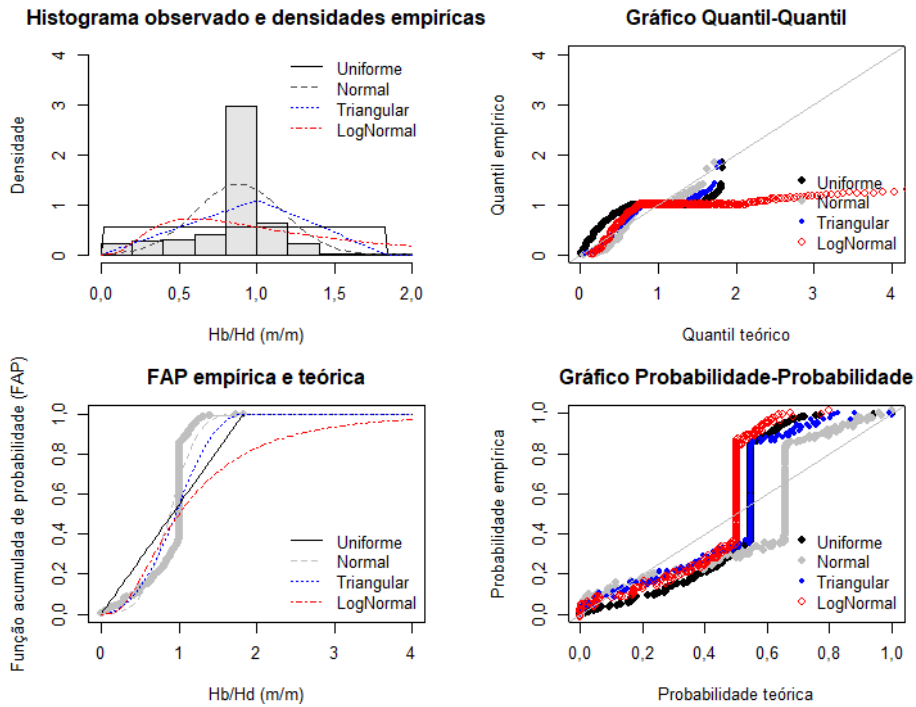 Histograma observado e densidades empirícas
Densidade
4
3
2
1
0
Uniforme
Normal
Triangular
LogNormal
0,0 0,5 1,0 1,5 2,0
Hb/Hd (m/m)
Gráfico Quantil-Quantil
Quantil empírico
4
3
2
1
0
Uniforme
Normal
Triangular
LogNormal
0 1 2 3 4
Quantil teórico
FAP empírica e teórica
Função acumulada de probabilidade (FAP)
1,0
0,8
0,6
0,4
0,2
0,0
Uniforme
Normal
Triangular
LogNormal
0 1 2 3 4
Hb/Hd (m/m)
Gráfico Probabilidade-Probabilidade
Probabilidade empírica
1,0
0,8
0,6
0,4
0,2
0,0
Uniforme
Normal
Triangular
LogNormal
0,0 0,2 0,4 0,6 0,8 1,0
Probabilidade teórica